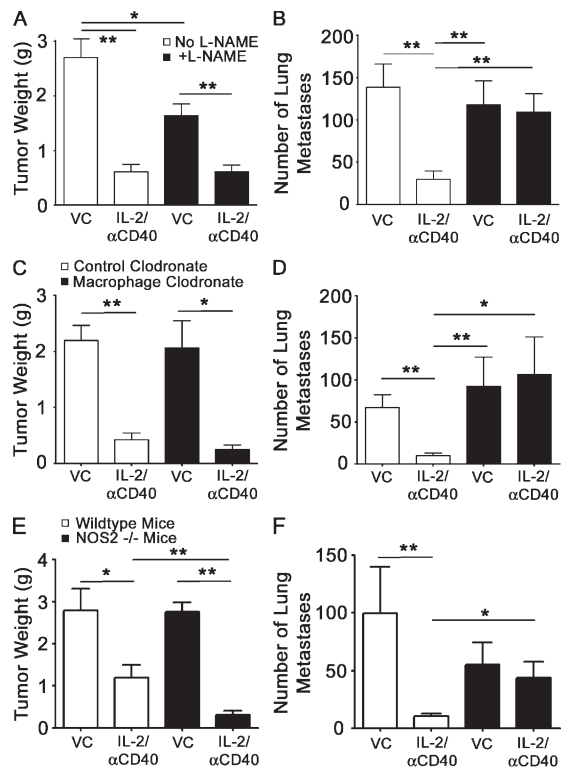 A
*
**
No L-NAME
+L-NAME
**
Tumor Weight (g)
3
2
1
0
VC
IL-2/
αCD40
VC
IL-2/
αCD40
B
**
**
**
Number of Lung
Metastases
200
150
100
50
0
VC
IL-2/
αCD40
VC
IL-2/
αCD40
C
Control Clodronate
Macrophage Clodronate
**
*
Tumor Weight (g)
3
2
1
0
VC
IL-2/
αCD40
VC
IL-2/
αCD40
D
*
**
**
Number of Lung
Metastases
200
150
100
50
0
VC
IL-2/
αCD40
VC
IL-2/
αCD40
E
Wildtype Mice
NOS2 -/- Mice
**
*
**
Tumor Weight (g)
4
3
2
1
0
VC
IL-2/
αCD40
VC
IL-2/
αCD40
F
**
*
Number of Lung
Metastases
150
100
50
0
VC
IL-2/
αCD40
VC
IL-2/
αCD40